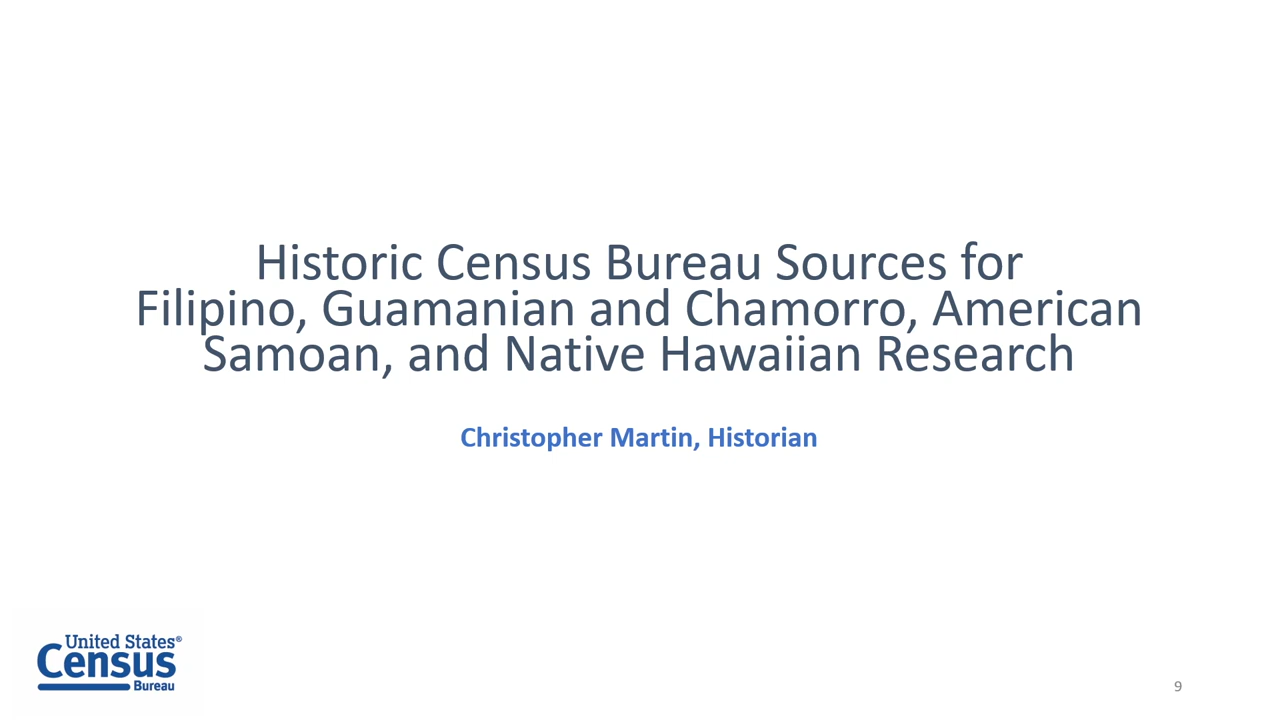 Historic Census Bureau Sources for
Filipino, Guamanian and Chamorro, American
Samoan, and Native Hawaiian Research
Christopher Martin, Historian
United States®
Census
Bureau
9